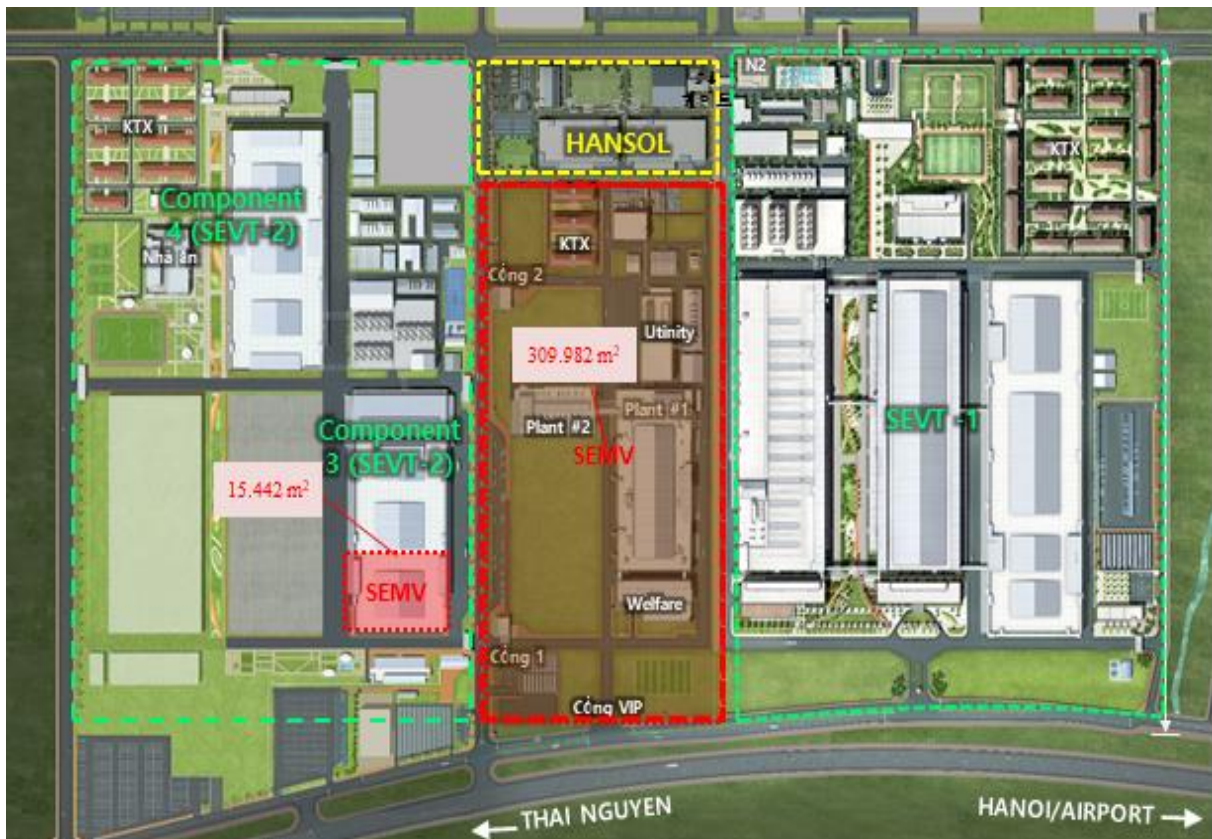 N2
KTX
HANSOL
KTX
Component
4 (SEVT-2)
Nhà ăn
KTX
Cổng 2
Utinity
309.982 m²
Plant #1
Plant #2
SEMV
SEVT -1
Component
3 (SEVT-2)
15.442 m²
SEMV
Welfare
Cổng 1
Cổng VIP
THAI NGUYEN
HANOI/AIRPORT